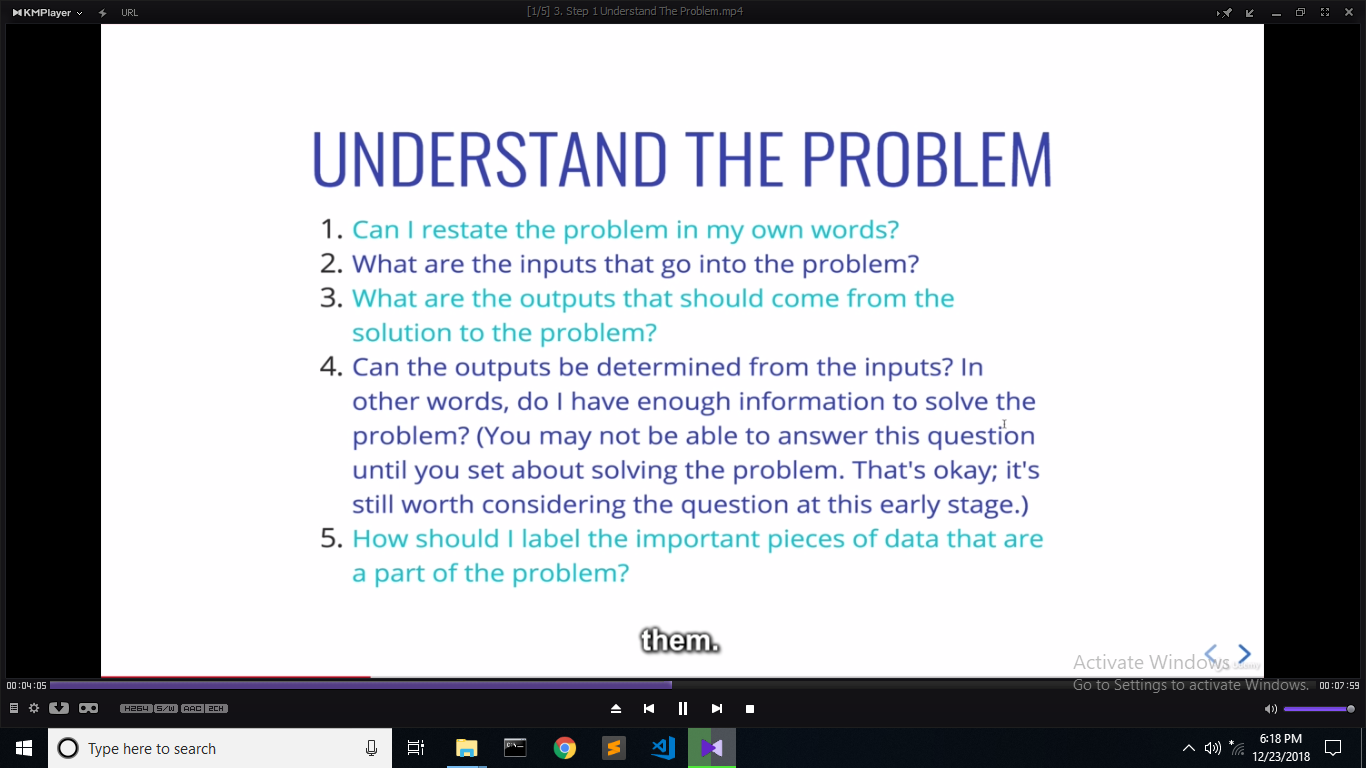 KMPlayer
URL
[1/5] 3. Step 1 Understand The Problem.mp4
UNDERSTAND THE PROBLEM
1. Can I restate the problem in my own words?
2. What are the inputs that go into the problem?
3. What are the outputs that should come from the
solution to the problem?
4. Can the outputs be determined from the inputs? In
other words, do I have enough information to solve the
problem? (You may not be able to answer this question
until you set about solving the problem. That's okay; it's
still worth considering the question at this early stage.)
5. How should I label the important pieces of data that are
a part of the problem?
them.
Activate Windows
Go to Settings to activate Windows.
00:04:05
00:07:59
H264 S/W AAC 2CH
Type here to search
6:18 PM
12/23/2018